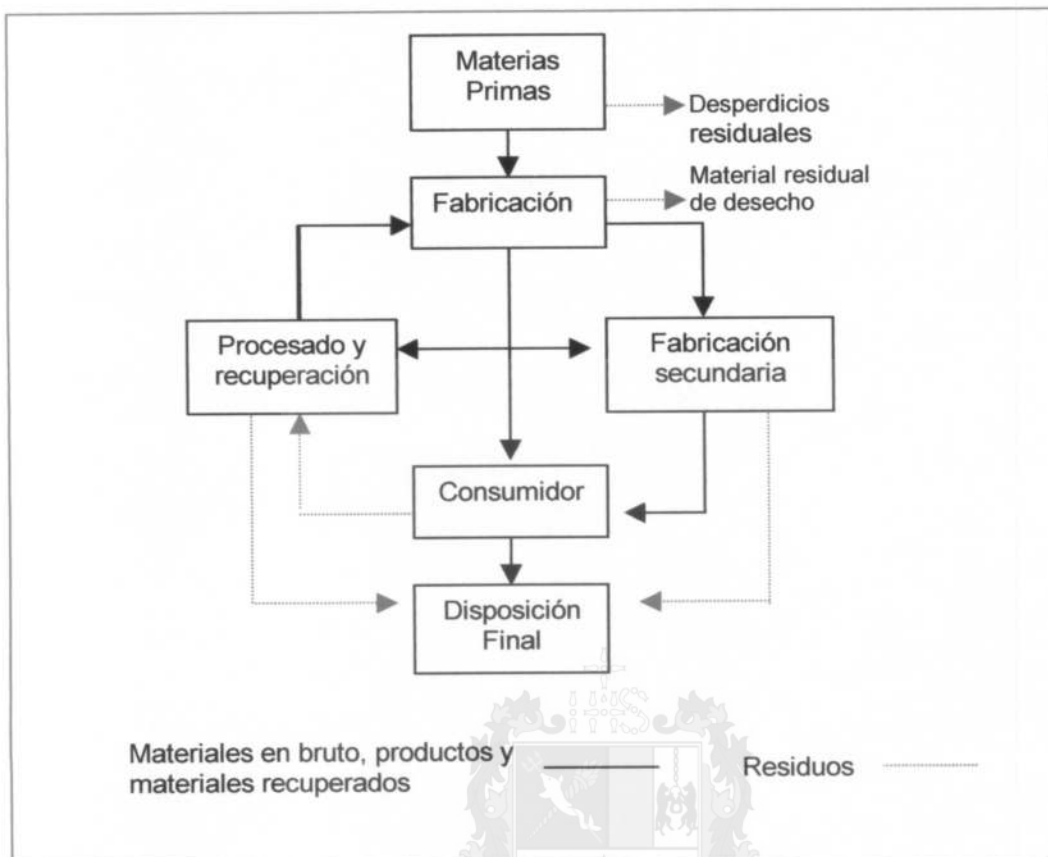 Materias
Primas
Desperdicios
residuales
Material residual
de desecho
Fabricación
Procesado y
recuperación
Fabricación
secundaria
Consumidor
Disposición
Final
IHS
Materiales en bruto, productos y
materiales recuperados
Residuos